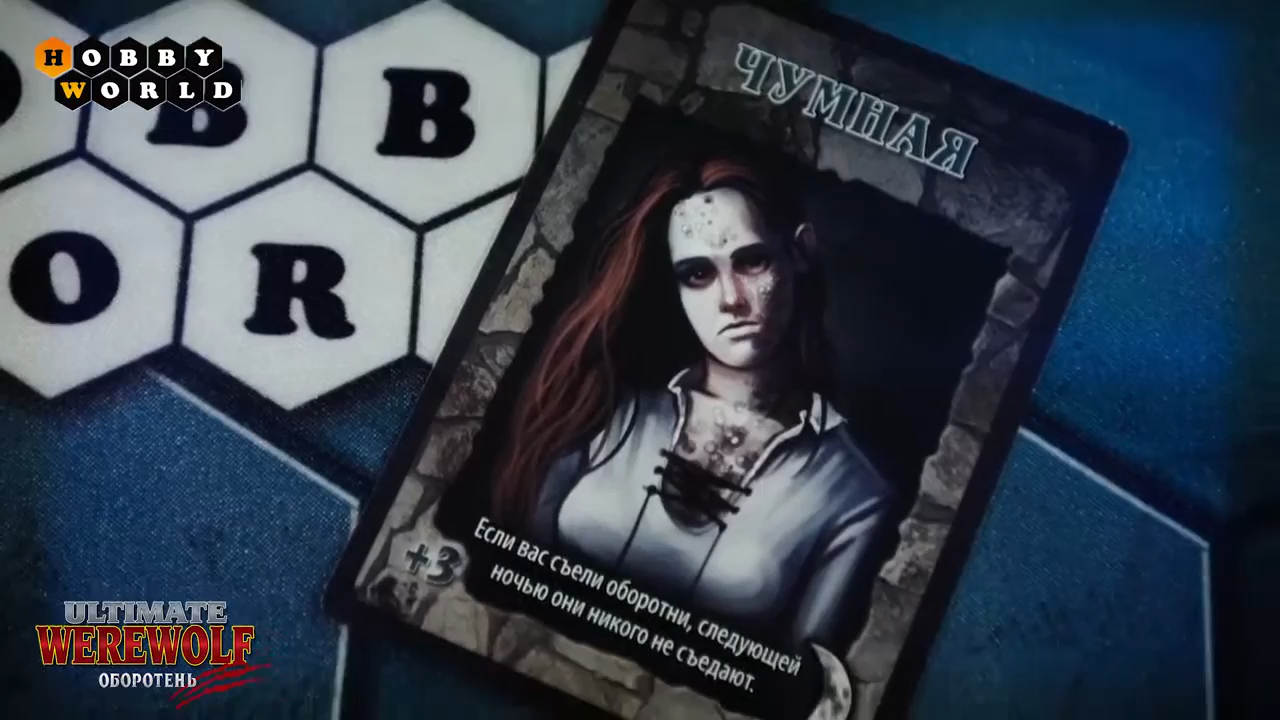 HOBBY
WORLD
B B
O R
ЧУМНАЯ
+3
Если вас съели оборотни, следующей
ночью они никого не съедают.
ULTIMATE
WEREWOLF
ОБОРОТЕНЬ